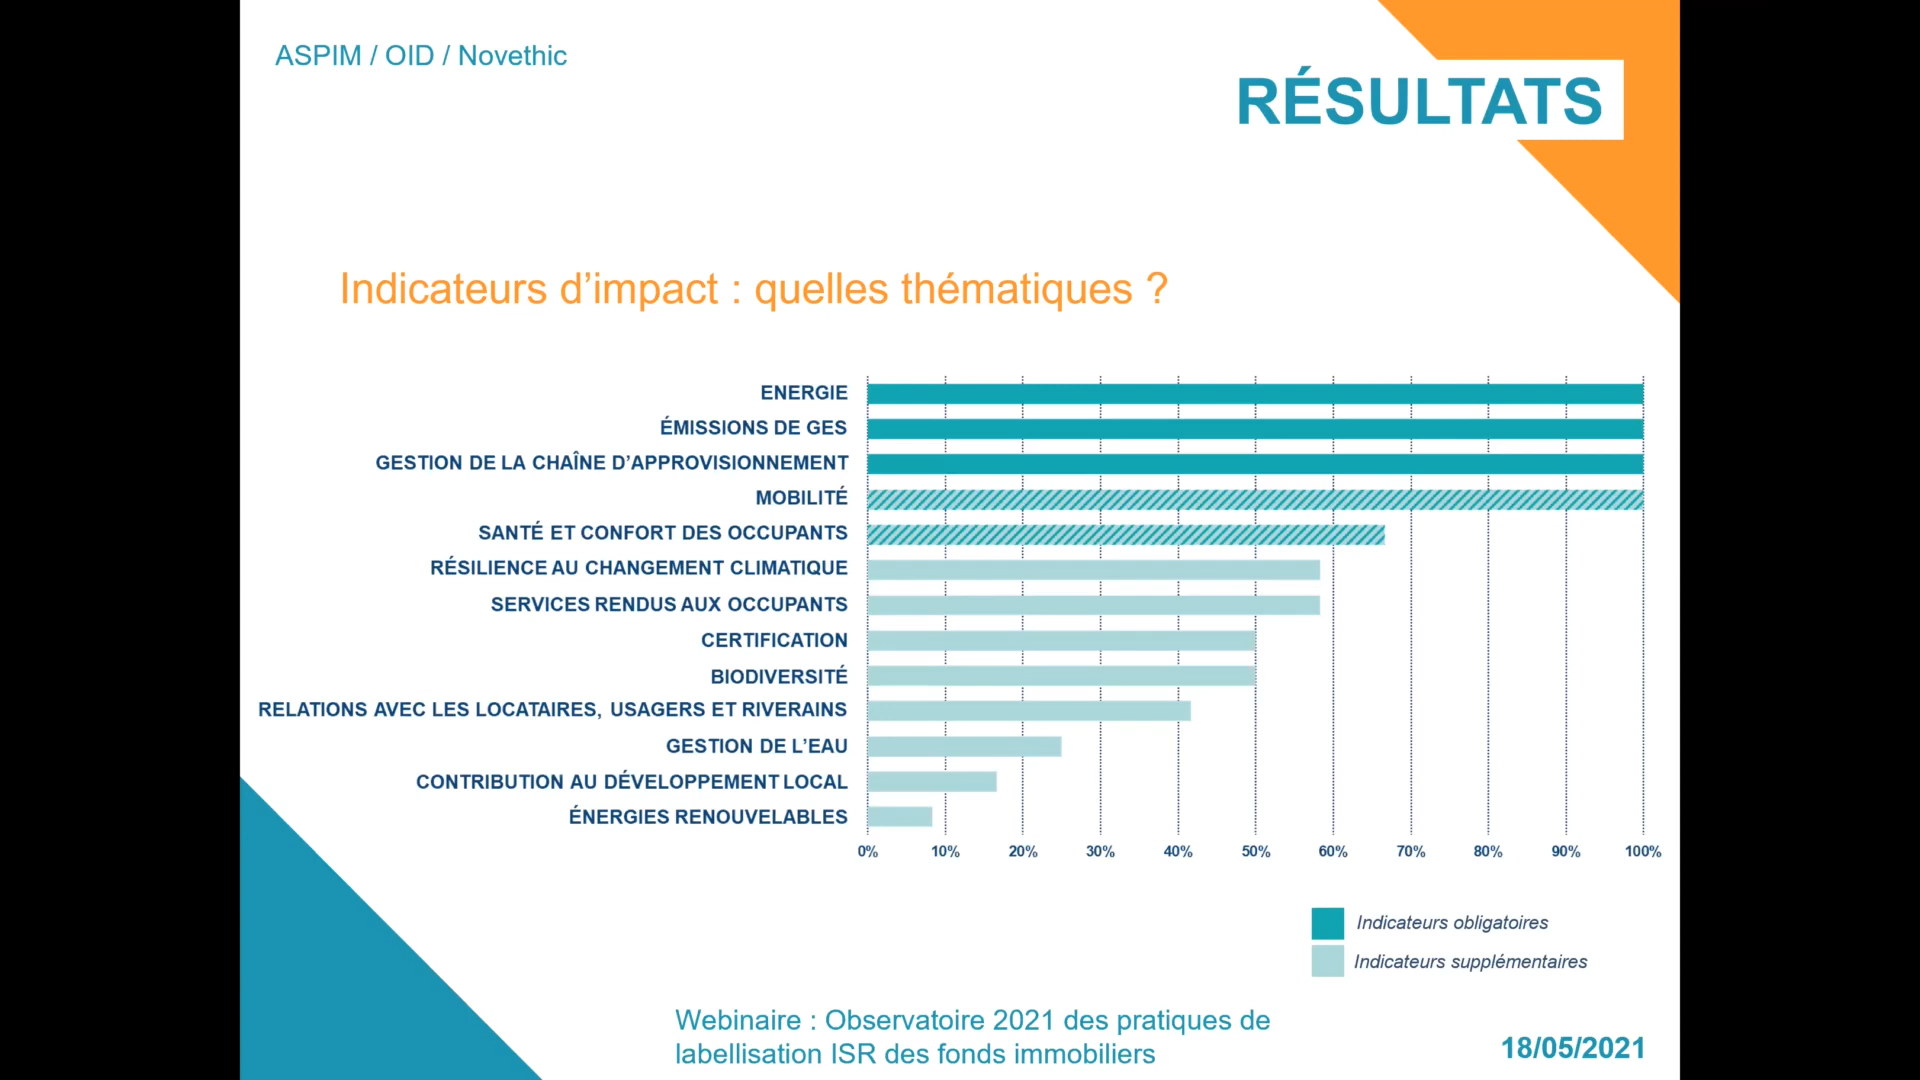 ASPIM / OID / Novethic
RÉSULTATS
Indicateurs d’impact : quelles thématiques ?
ENERGIE
ÉMISSIONS DE GES
GESTION DE LA CHAÎNE D’APPROVISIONNEMENT
MOBILITÉ
SANTÉ ET CONFORT DES OCCUPANTS
RÉSILIENCE AU CHANGEMENT CLIMATIQUE
SERVICES RENDUS AUX OCCUPANTS
CERTIFICATION
BIODIVERSITÉ
RELATIONS AVEC LES LOCATAIRES, USAGERS ET RIVERAINS
GESTION DE L’EAU
CONTRIBUTION AU DÉVELOPPEMENT LOCAL
ÉNERGIES RENOUVELABLES
0% 10% 20% 30% 40% 50% 60% 70% 80% 90% 100%
Indicateurs obligatoires
Indicateurs supplémentaires
Webinaire : Observatoire 2021 des pratiques de
labellisation ISR des fonds immobiliers
18/05/2021